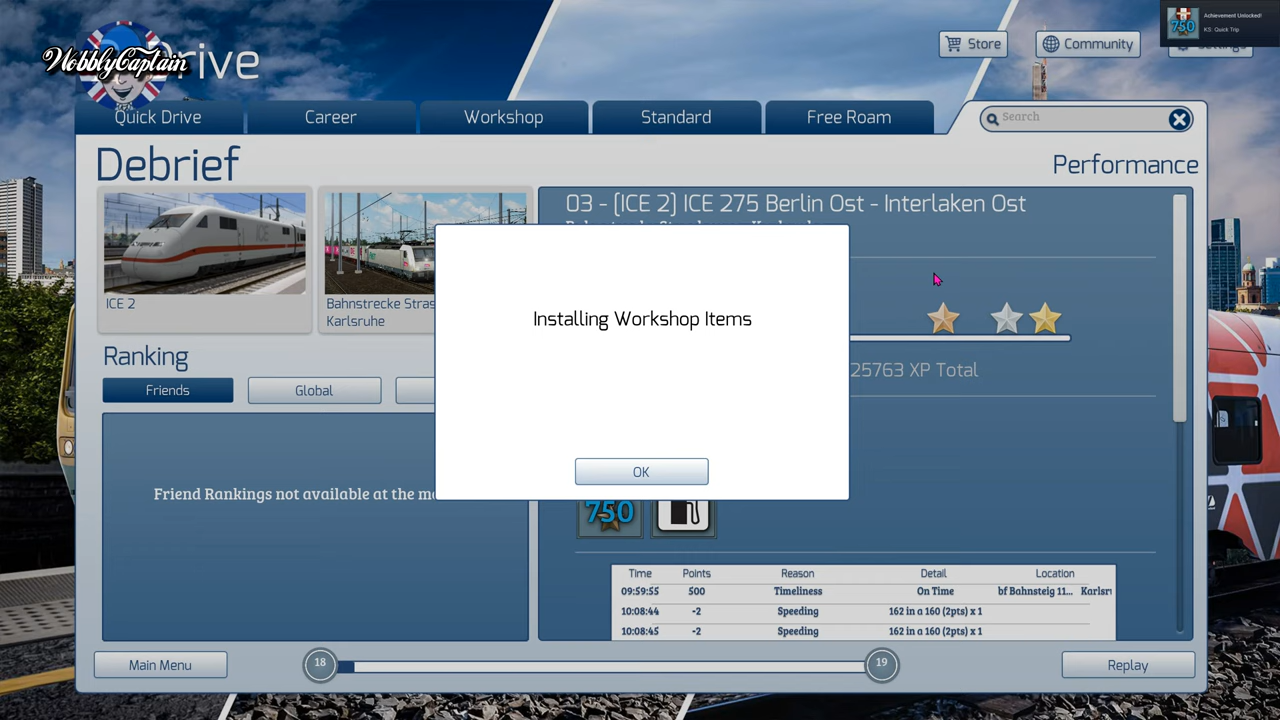 WobblyCaptain
Drive
Store
Community
Settings
Achievement Unlocked!
KS: Quick Trip
750
Quick Drive
Career
Workshop
Standard
Free Roam
Search
Debrief
Performance
ICE 2
Bahnstrecke Stras
Karlsruhe
03 - [ICE 2] ICE 275 Berlin Ost - Interlaken Ost
Installing Workshop Items
OK
25763 XP Total
Ranking
Friends
Global
Friend Rankings not available at the mo
750
Time Points Reason Detail Location
09:59:55 500 Timeliness On Time bf Bahnsteig 11... Karlsr
10:08:44 -2 Speeding 162 in a 160 (2pts) x 1
10:08:45 -2 Speeding 162 in a 160 (2pts) x 1
Main Menu
18
19
Replay